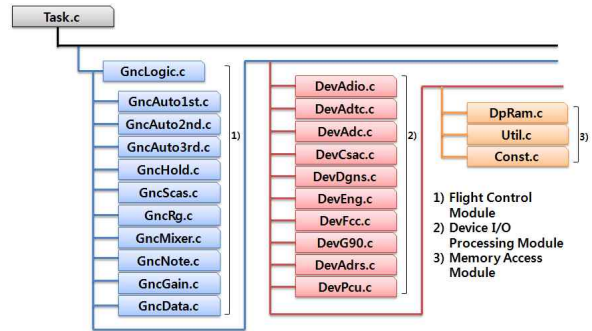 Task.c
GncLogic.c
GncAuto1st.c
GncAuto2nd.c
GncAuto3rd.c
GncHold.c
GncScas.c
GncRg.c
GncMixer.c
GncNote.c
GncGain.c
GncData.c
1)
DevAdio.c
DevAdtc.c
DevAdc.c
DevCsac.c
DevDgns.c
DevEng.c
DevFcc.c
DevG90.c
DevAdrs.c
DevPcu.c
2)
DpRam.c
Util.c
Const.c
3)
1) Flight Control
Module
2) Device I/O
Processing Module
3) Memory Access
Module